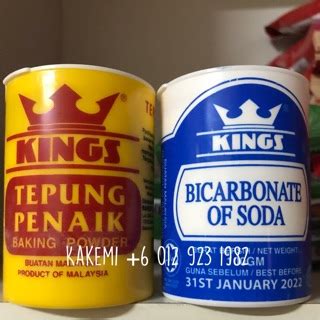 KINGS
TEPUNG
PENAIK
BAKING POWDER
BUATAN
PRODUCT OF MALAYSIA
KINGS
BICARBONATE
OF SODA
NET WEIGHT
GUNA SEBELUM / BEST BEFORE
31ST JANUARY 2022
KAKEMI +6 012 923 1982